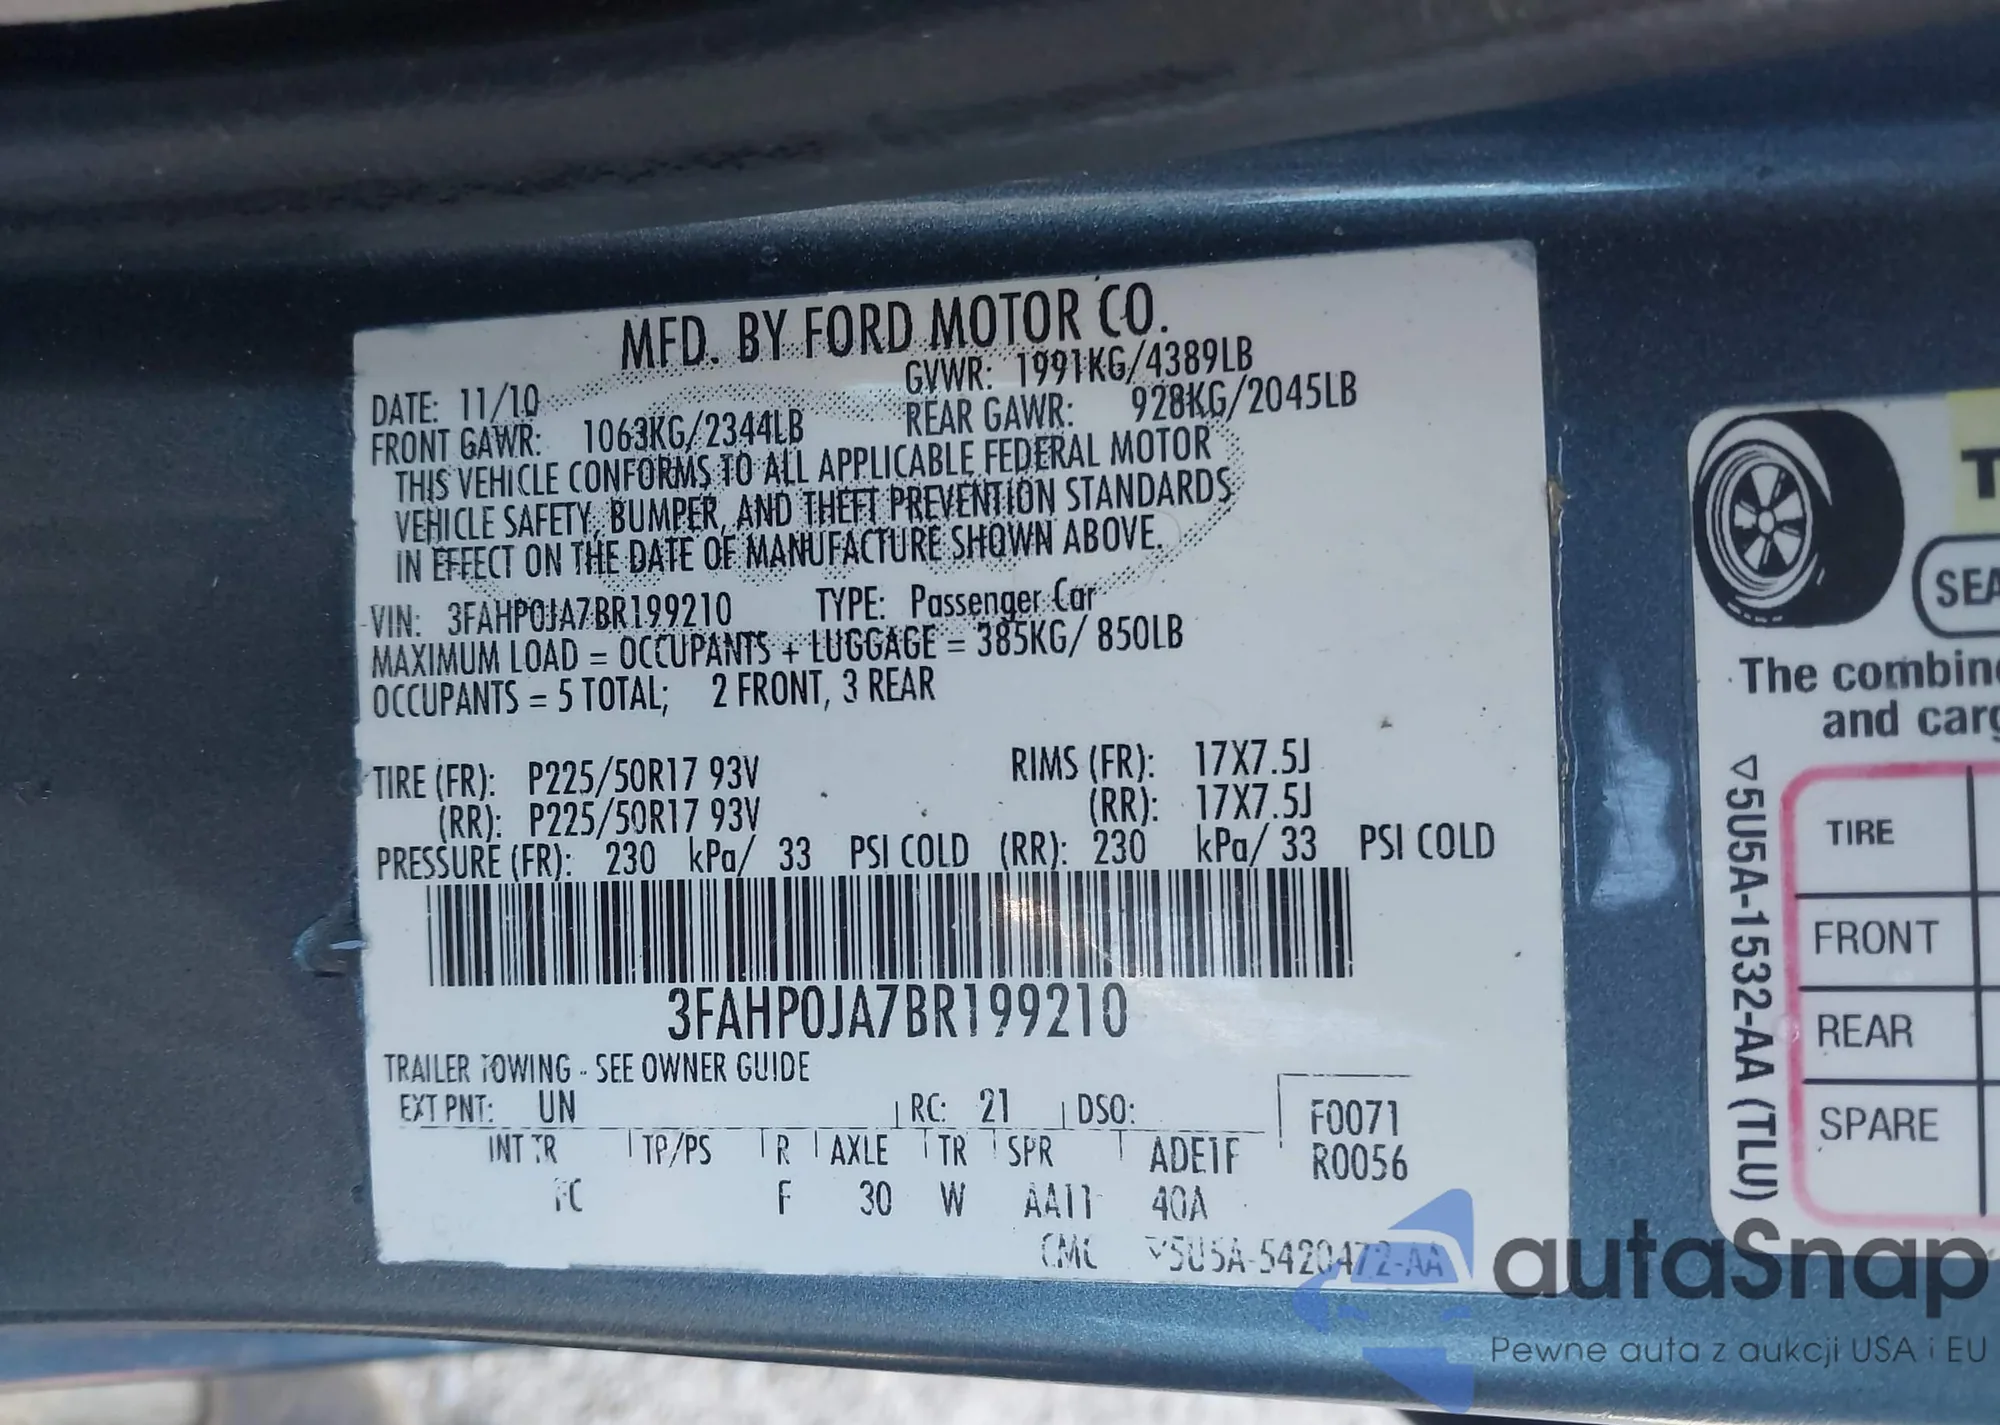 MFD. BY FORD MOTOR CO.
DATE: 11/10
GVWR: 1991KG/4389LB
FRONT GAWR: 1063KG/2344LB
REAR GAWR: 928KG/2045LB
THIS VEHICLE CONFORMS TO ALL APPLICABLE FEDERAL MOTOR
VEHICLE SAFETY, BUMPER, AND THEFT PREVENTION STANDARDS
IN EFFECT ON THE DATE OF MANUFACTURE SHOWN ABOVE.
VIN: 3FAHP0JA7BR199210 TYPE: Passenger Car
MAXIMUM LOAD = OCCUPANTS + LUGGAGE = 385KG/ 850LB
OCCUPANTS = 5 TOTAL; 2 FRONT, 3 REAR
TIRE (FR): P225/50R17 93V RIMS (FR): 17X7.5J
(RR): P225/50R17 93V (RR): 17X7.5J
PRESSURE (FR): 230 kPa/ 33 PSI COLD (RR): 230 kPa/ 33 PSI COLD
3FAHP0JA7BR199210
TRAILER TOWING - SEE OWNER GUIDE
EXT PNT: UN RC: 21 DSO: F0071
INT TR TP/PS R AXLE TR SPR ADE1F R0056
F 30 W AA11 40A
CMC 5U5A-5420472-AA
SEA
The combin
and carg
TIRE
FRONT
REAR
SPARE
5U5A-1532-AA (TLU)
autaSnap
Pewne auta z aukcji USA i EU